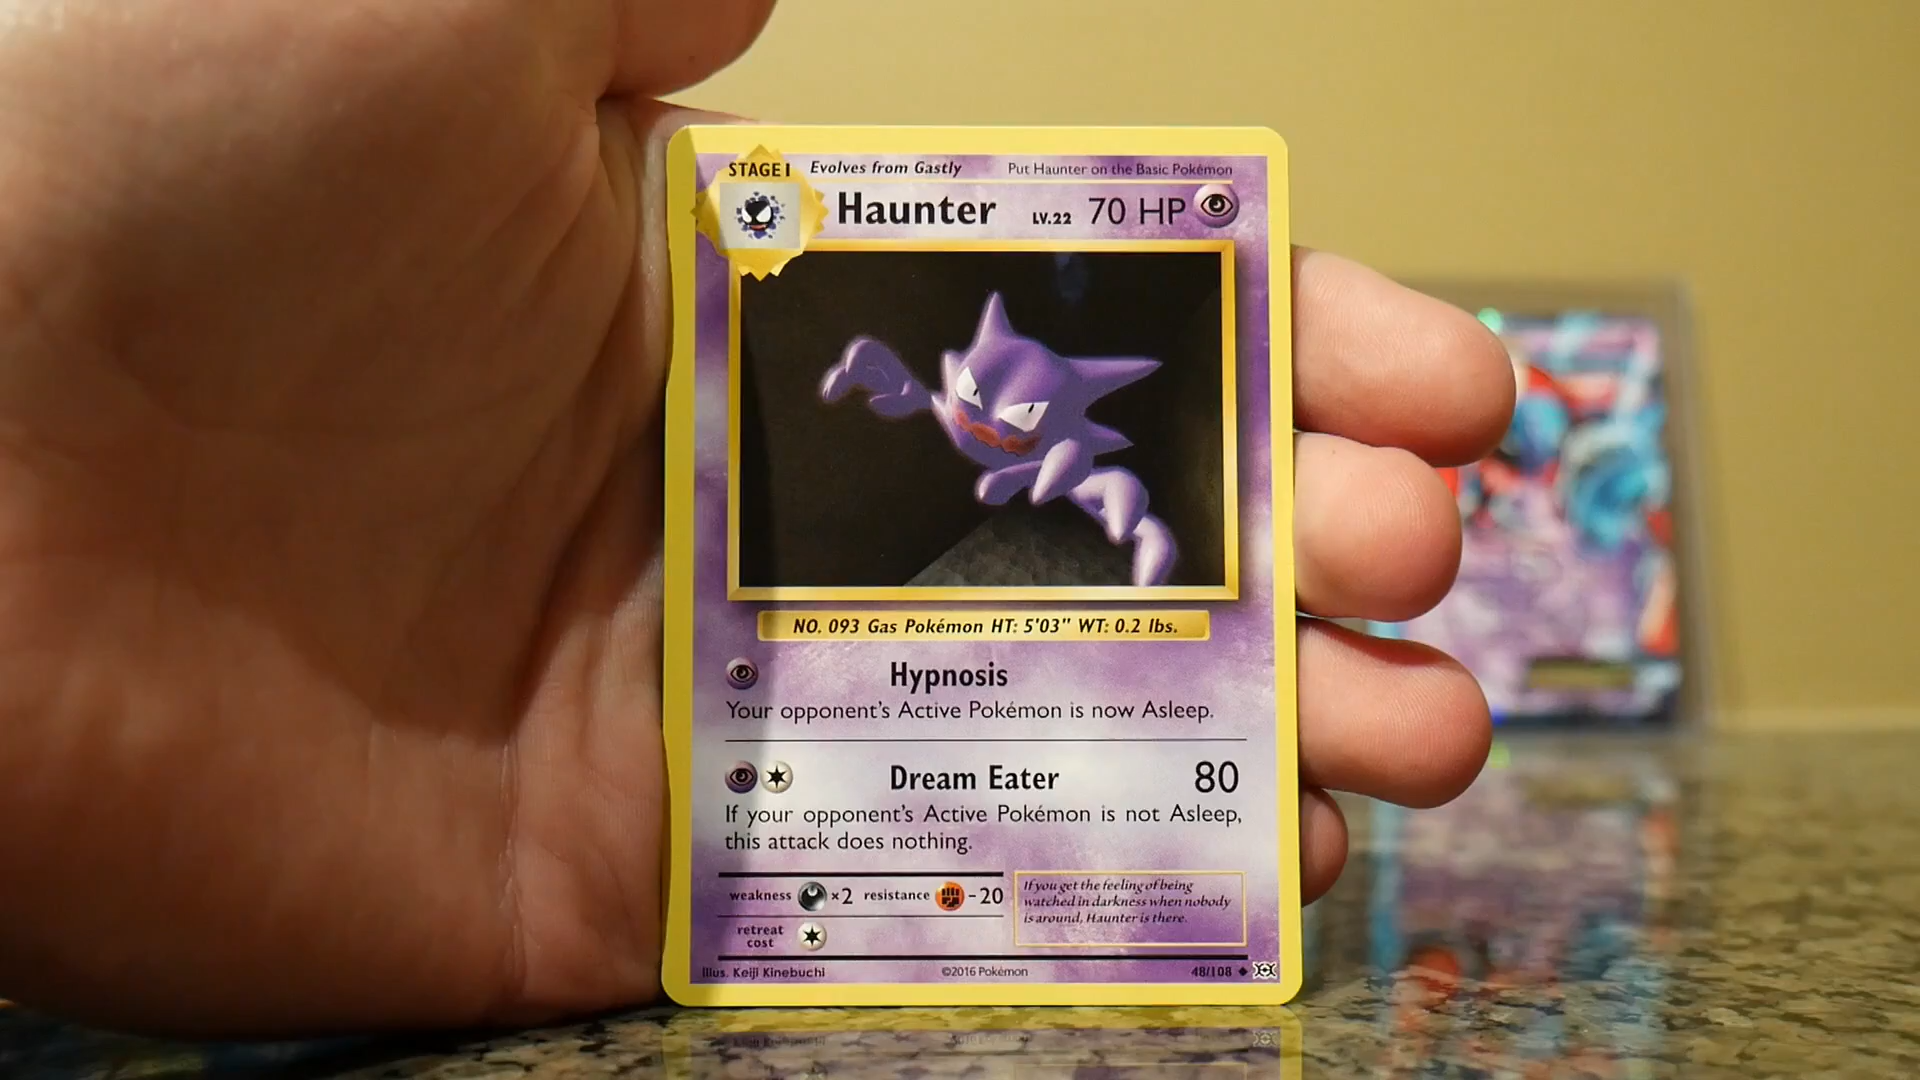 STAGE 1 Evolves from Gastly Put Haunter on the Basic Pokémon
Haunter LV.22 70 HP
NO. 093 Gas Pokémon HT: 5'03" WT: 0.2 lbs.
Hypnosis
Your opponent's Active Pokémon is now Asleep.
Dream Eater 80
If your opponent's Active Pokémon is not Asleep,
this attack does nothing.
weakness ×2 resistance -20
retreat
cost
If you get the feeling of being
watched in darkness when nobody
is around, Haunter is there.
Illus. Keiji Kinebuchi ©2016 Pokémon 48/108